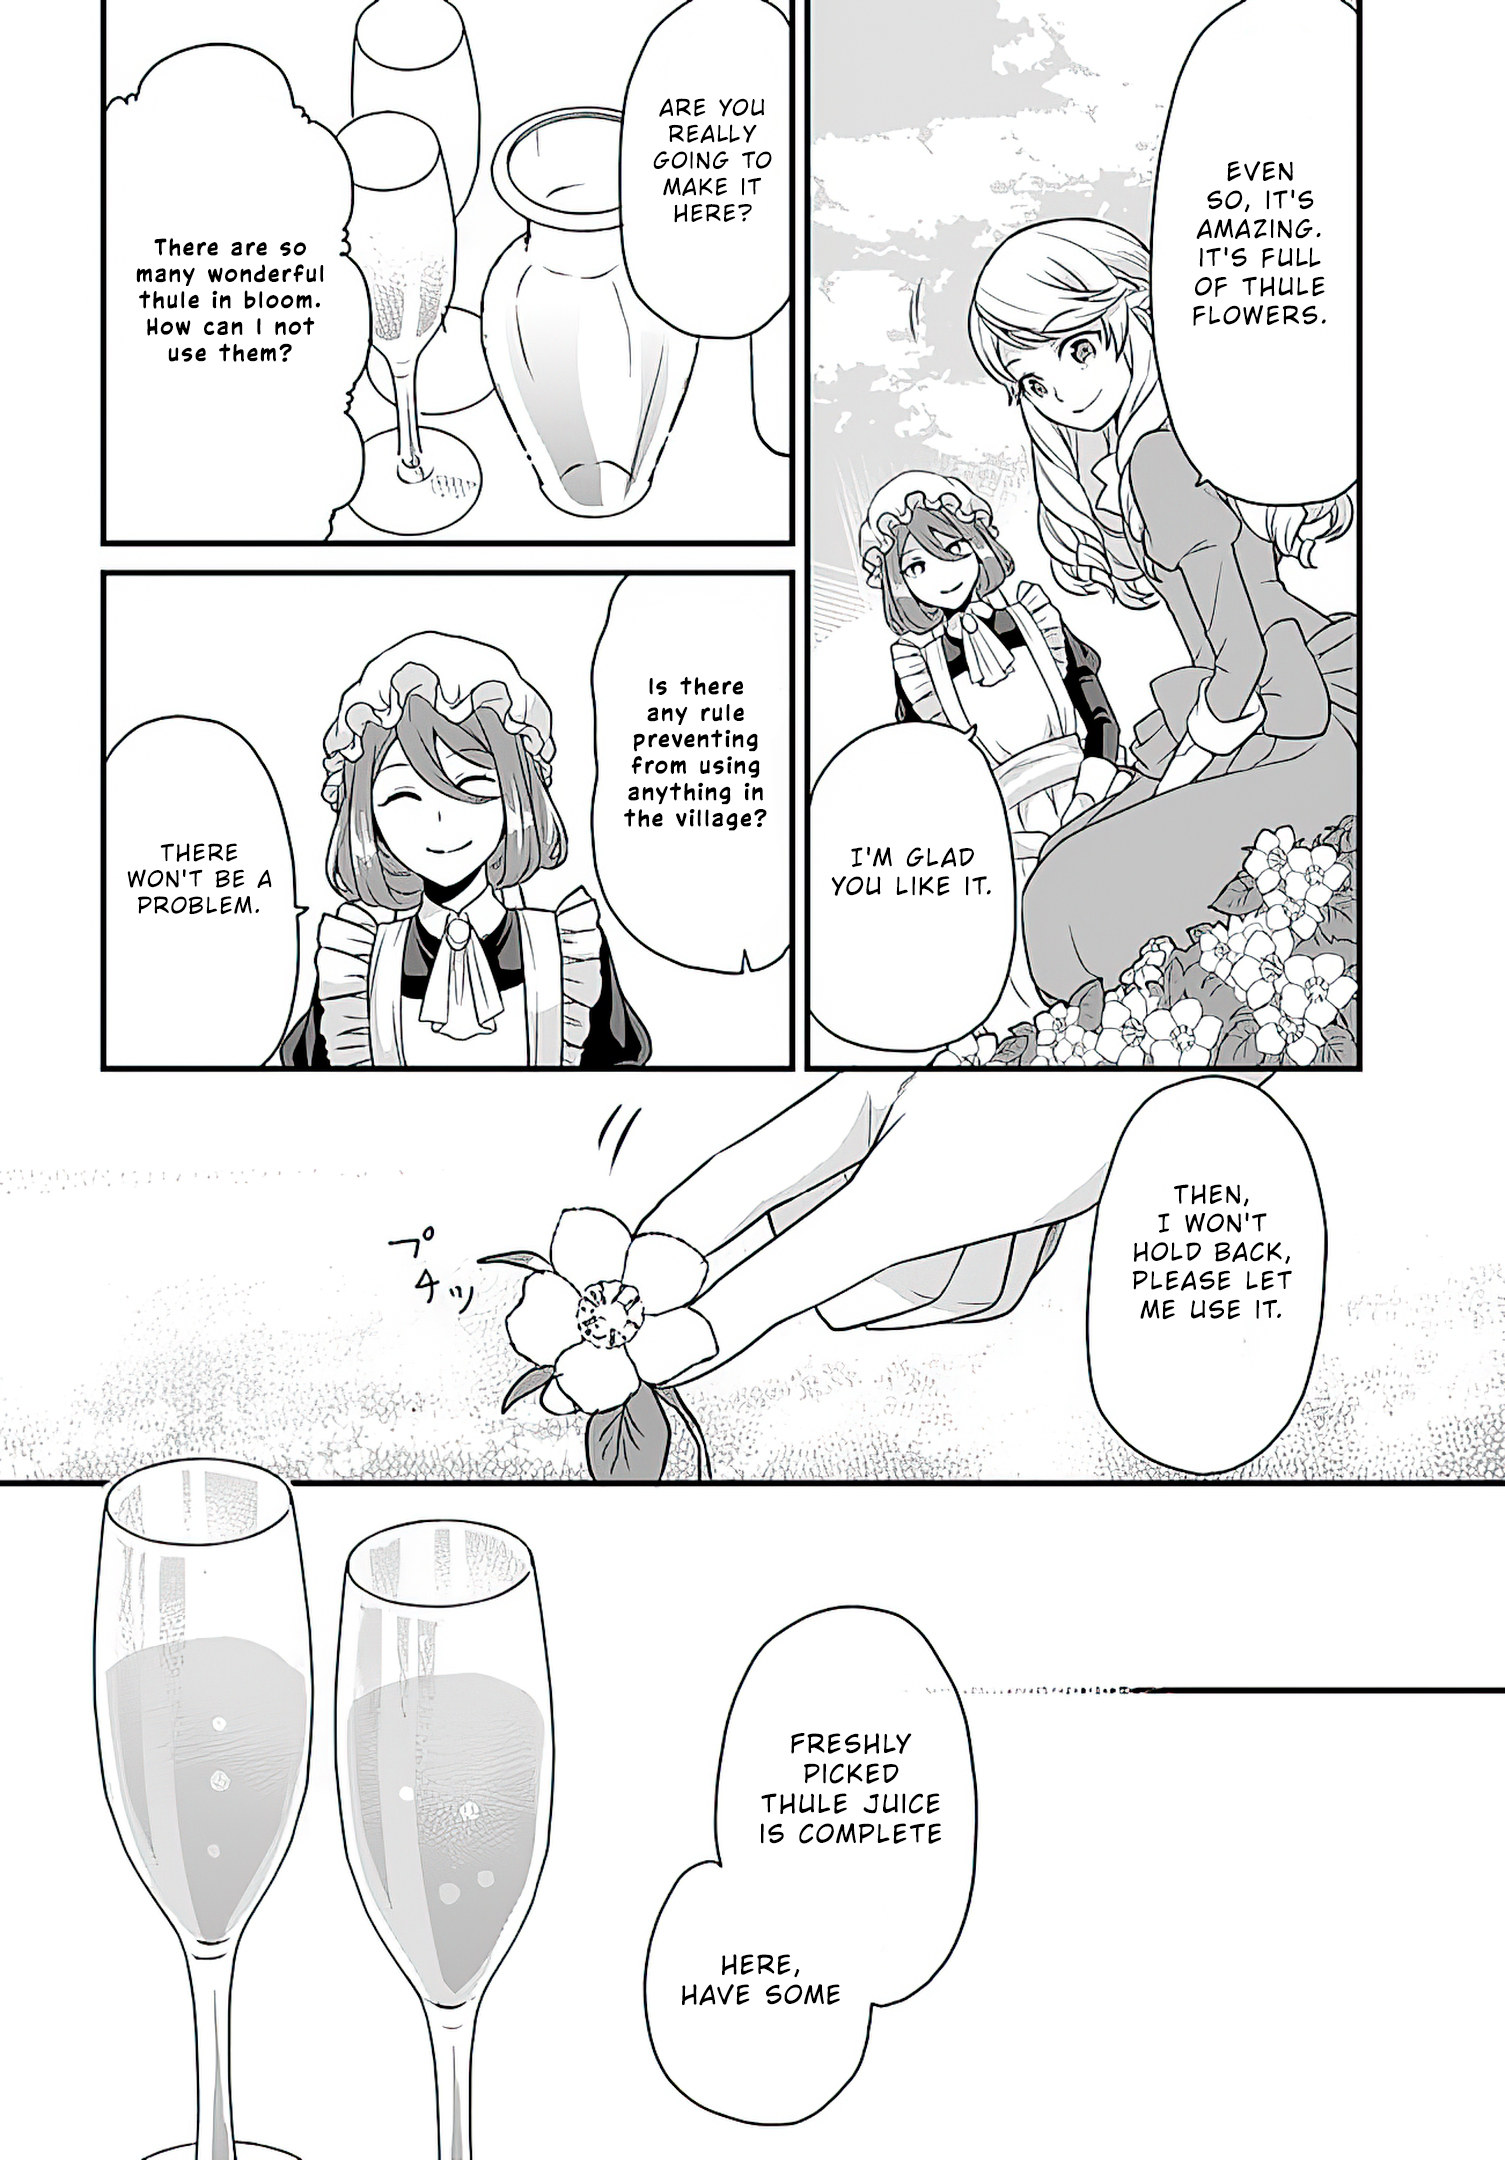 EVEN
SO, IT'S
AMAZING.
IT'S FULL
OF THULE
FLOWERS.
I'M GLAD
YOU LIKE IT.
ARE YOU
REALLY
GOING TO
MAKE IT
HERE?
There are so
many wonderful
thule in bloom.
How can I not
use them?
Is there
any rule
preventing
from using
anything in
the village?
THERE
WON'T BE A
PROBLEM.
THEN,
I WON'T
HOLD BACK,
PLEASE LET
ME USE IT.
プチッ
FRESHLY
PICKED
THULE JUICE
IS COMPLETE
HERE,
HAVE SOME